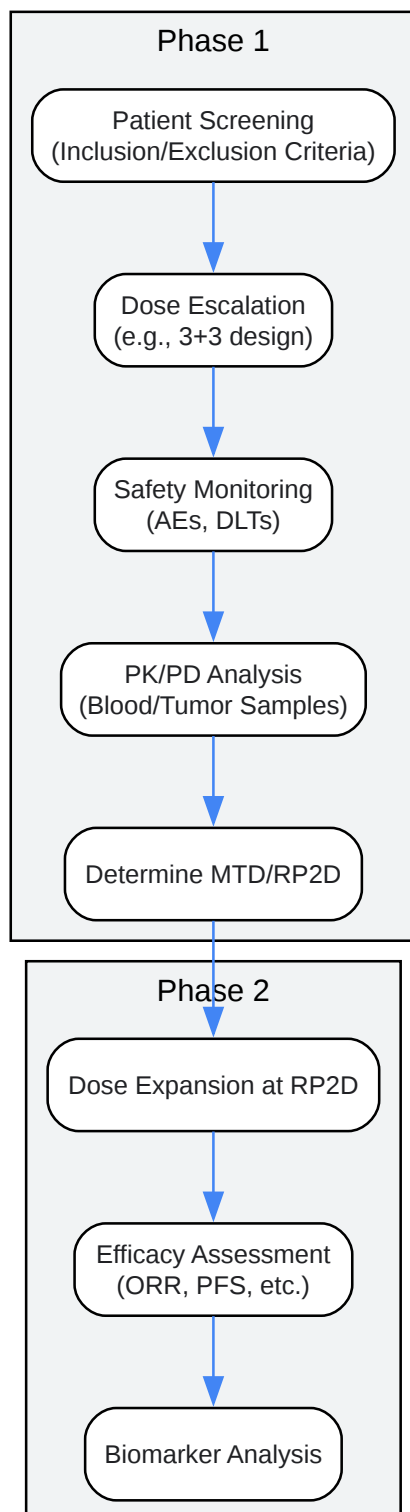 Phase 1
Patient Screening
(Inclusion/Exclusion Criteria)
Dose Escalation
(e.g., 3+3 design)
Safety Monitoring
(AEs, DLTs)
PK/PD Analysis
(Blood/Tumor Samples)
Determine MTD/RP2D
Phase 2
Dose Expansion at RP2D
Efficacy Assessment
(ORR, PFS, etc.)
Biomarker Analysis